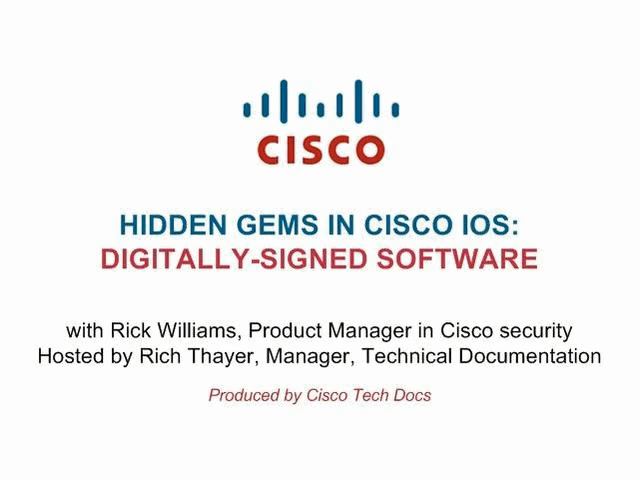 CISCO
HIDDEN GEMS IN CISCO IOS:
DIGITALLY-SIGNED SOFTWARE
with Rick Williams, Product Manager in Cisco security
Hosted by Rich Thayer, Manager, Technical Documentation
Produced by Cisco Tech Docs